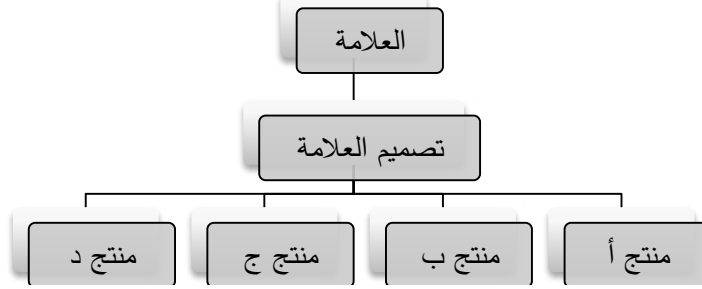 العلامة
تصميم العلامة
منتج أ
منتج ب
منتج ج
منتج د